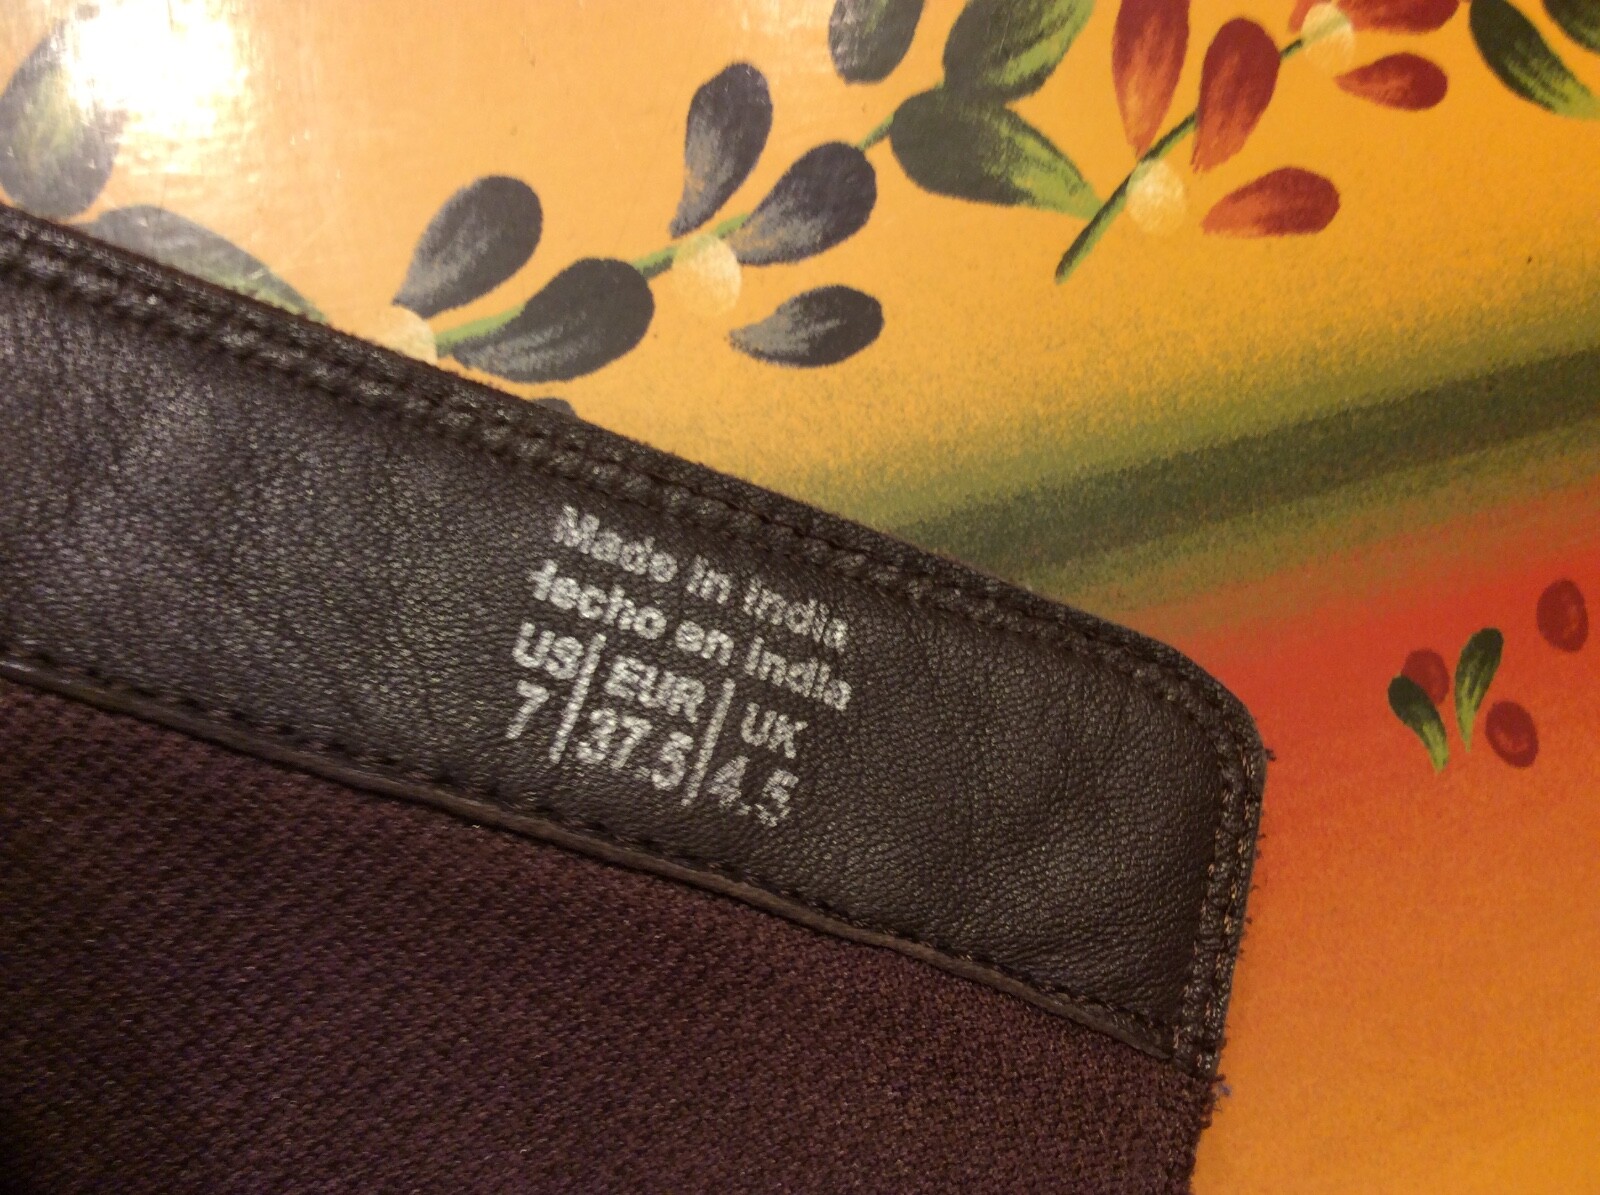 Made in India
Hecho en India
US| EUR| UK
7 |37.5|4.5